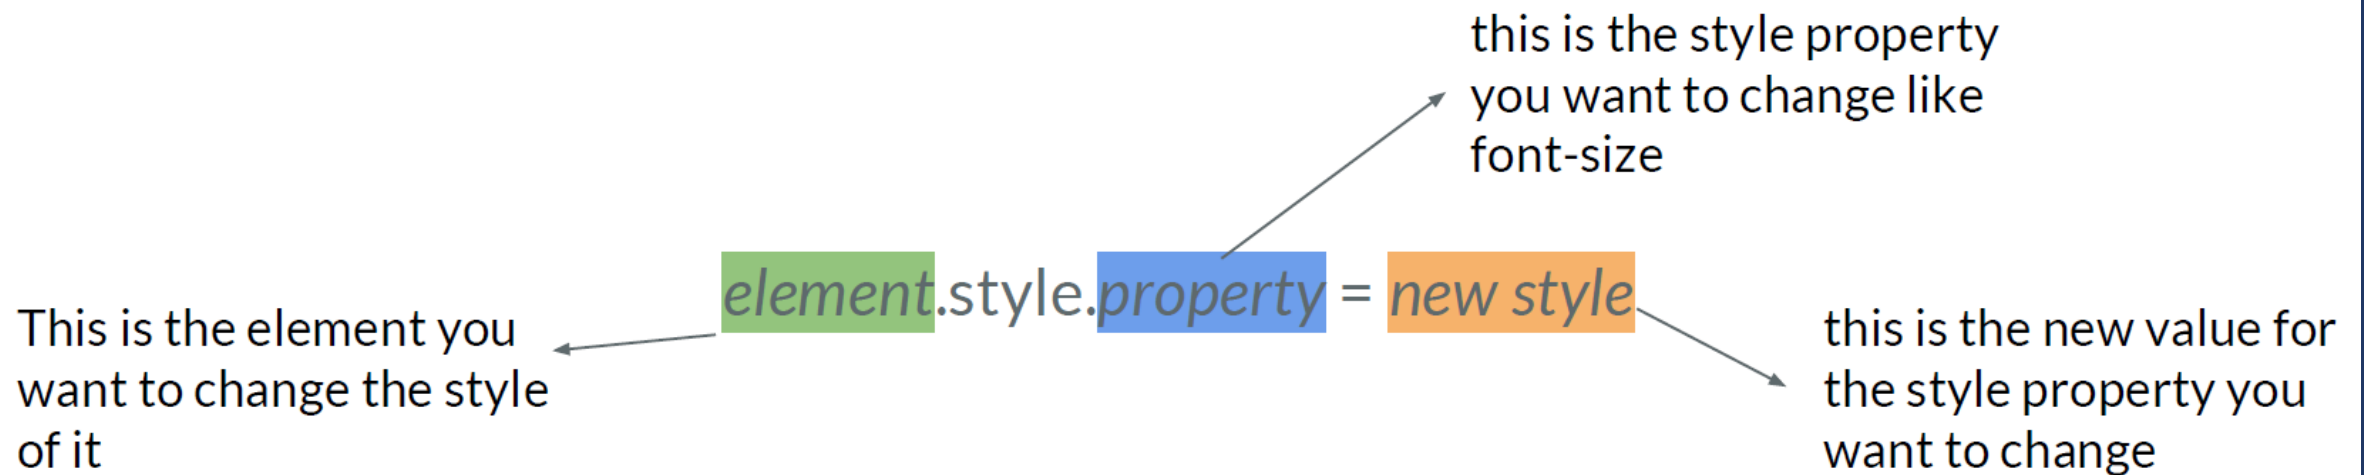 this is the style property
you want to change like
font-size
element.style.property = new style
This is the element you
want to change the style
of it
this is the new value for
the style property you
want to change